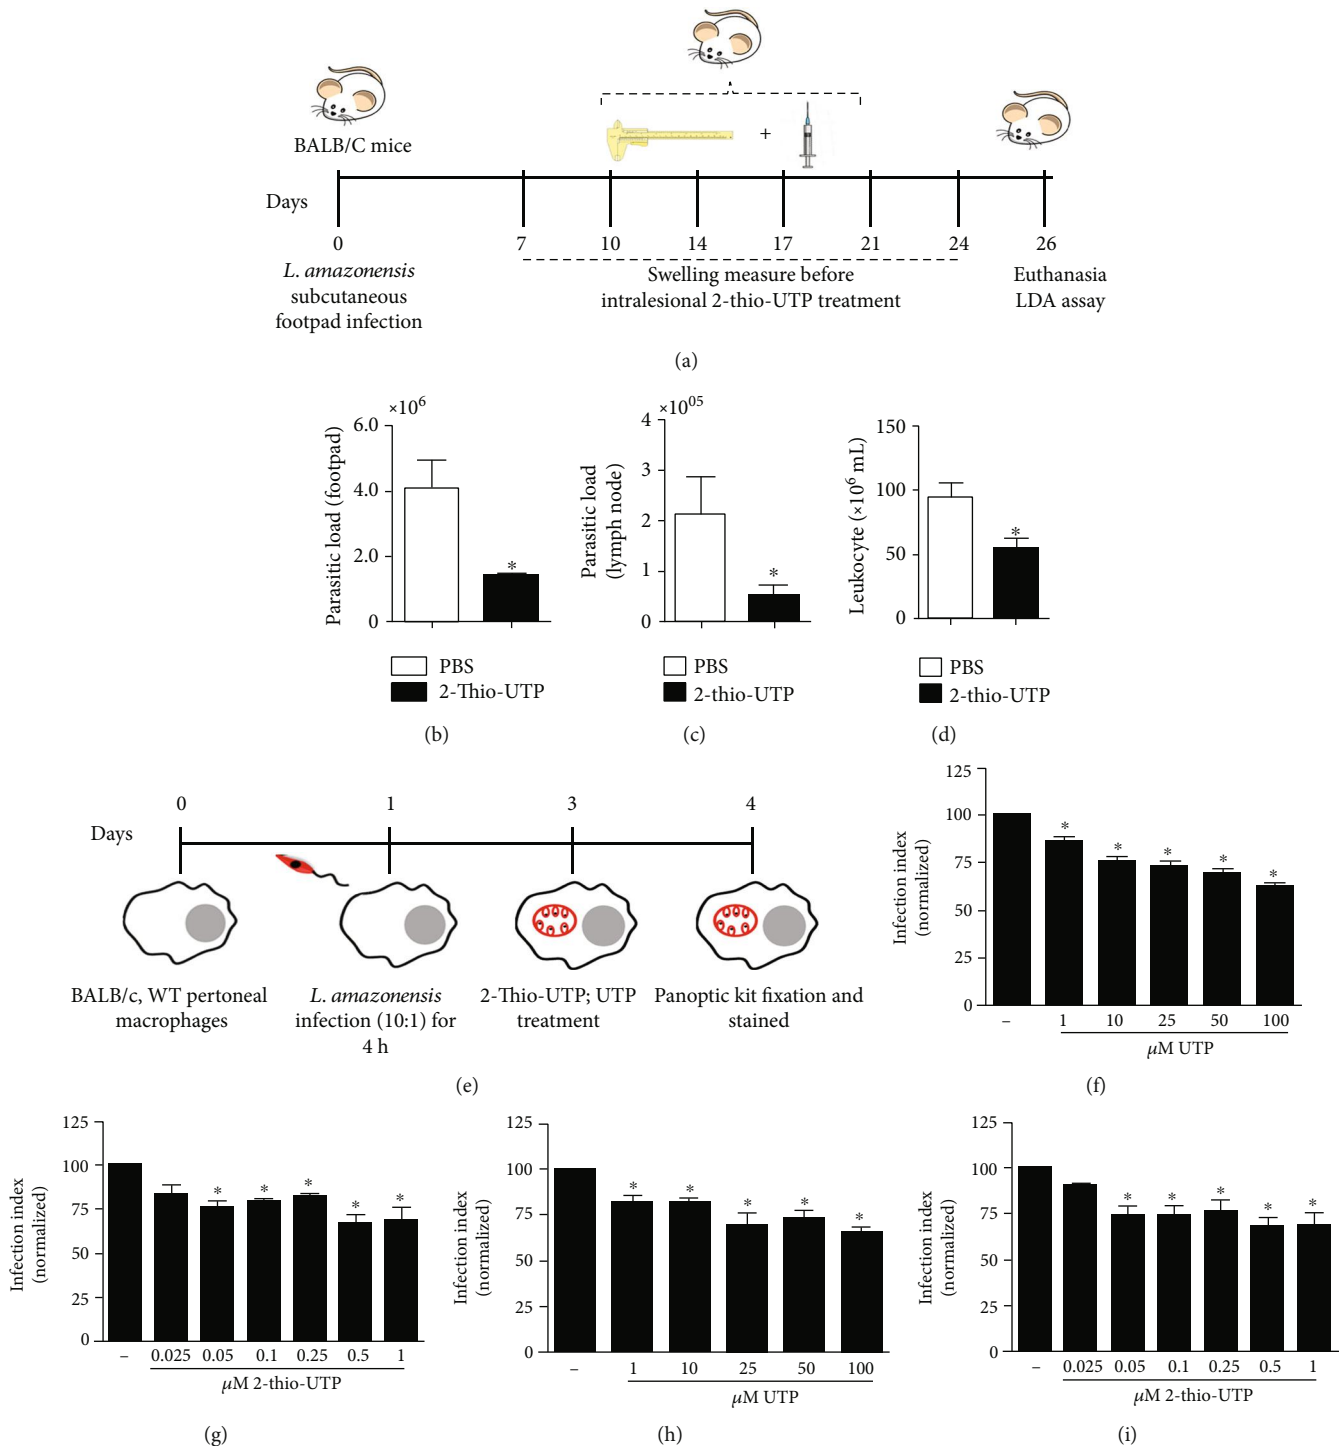 BALB/C mice
+
Days
0 7 10 14 17 21 24 26
L. amazonensis
subcutaneous
footpad infection
Swelling measure before
intralesional 2-thio-UTP treatment
Euthanasia
LDA assay
(a)
×10⁶
6.0
4.0
2.0
0
Parasitic load (footpad)
*
PBS
2-Thio-UTP
(b)
×10⁰⁵
4
3
2
1
0
Parasitic load
(lymph node)
*
PBS
2-thio-UTP
(c)
150
100
50
0
Leukocyte (×10⁶ mL)
*
PBS
2-thio-UTP
(d)
0 1 3 4
Days
BALB/c, WT pertoneal
macrophages
L. amazonensis
infection (10:1) for
4 h
2-Thio-UTP; UTP
treatment
Panoptic kit fixation and
stained
(e)
125
100
75
50
25
0
Infection index
(normalized)
* * * * *
– 1 10 25 50 100
μM UTP
(f)
125
100
75
50
25
0
Infection index
(normalized)
* * * * *
– 0.025 0.05 0.1 0.25 0.5 1
μM 2-thio-UTP
(g)
125
100
75
50
25
0
Infection index
(normalized)
* * * * *
– 1 10 25 50 100
μM UTP
(h)
125
100
75
50
25
0
Infection index
(normalized)
* * * * *
– 0.025 0.05 0.1 0.25 0.5 1
μM 2-thio-UTP
(i)